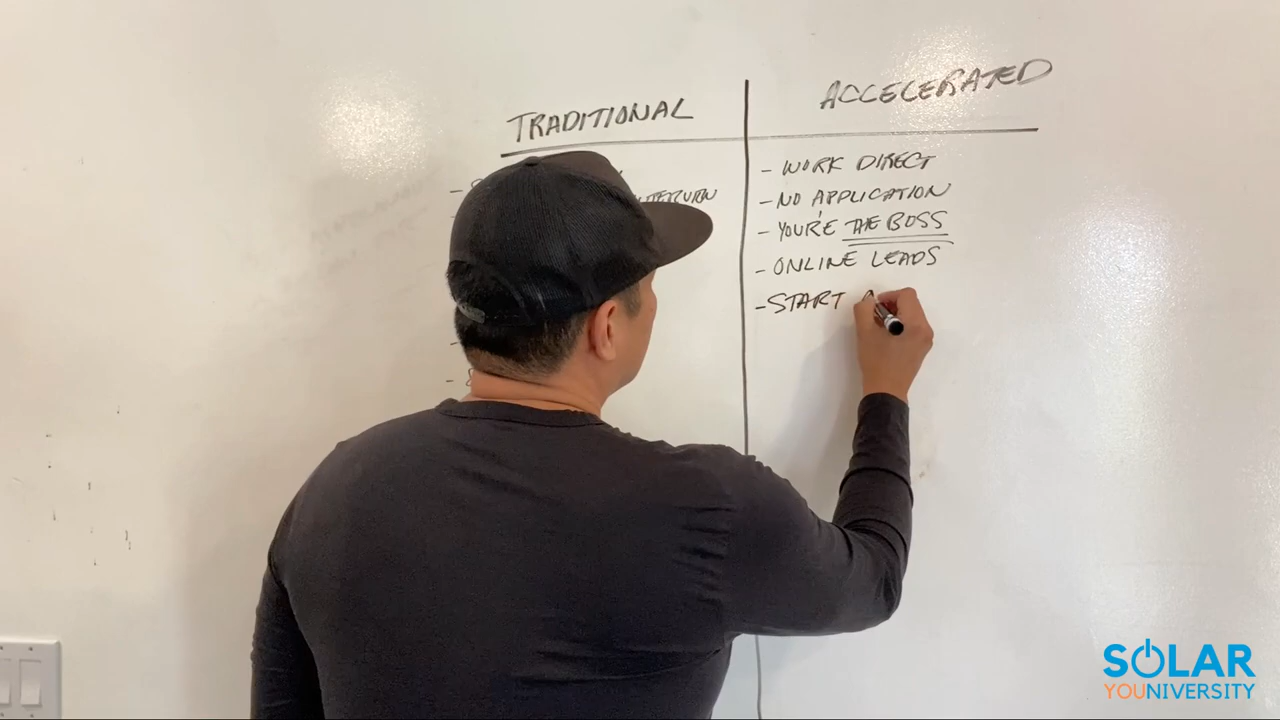 TRADITIONAL
ACCELERATED
- WORK DIRECT
- NO APPLICATION
- YOU'RE THE BOSS
- ONLINE LEADS
- START
SOLAR
YOUNIVERSITY